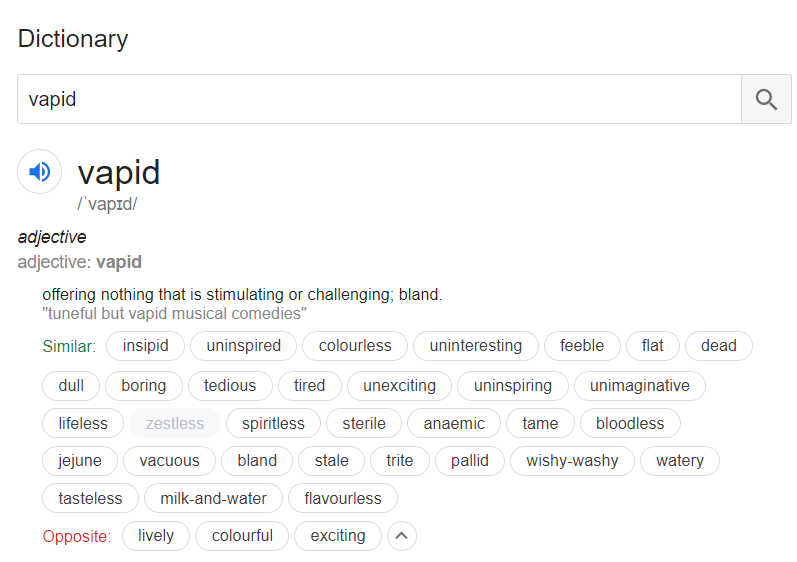 Dictionary
vapid
vapid
/ˈvapɪd/
adjective
adjective: vapid
offering nothing that is stimulating or challenging; bland.
"tuneful but vapid musical comedies"
Similar: insipid uninspired colourless uninteresting feeble flat dead
dull boring tedious tired unexciting uninspiring unimaginative
lifeless zestless spiritless sterile anaemic tame bloodless
jejune vacuous bland stale trite pallid wishy-washy watery
tasteless milk-and-water flavourless
Opposite: lively colourful exciting